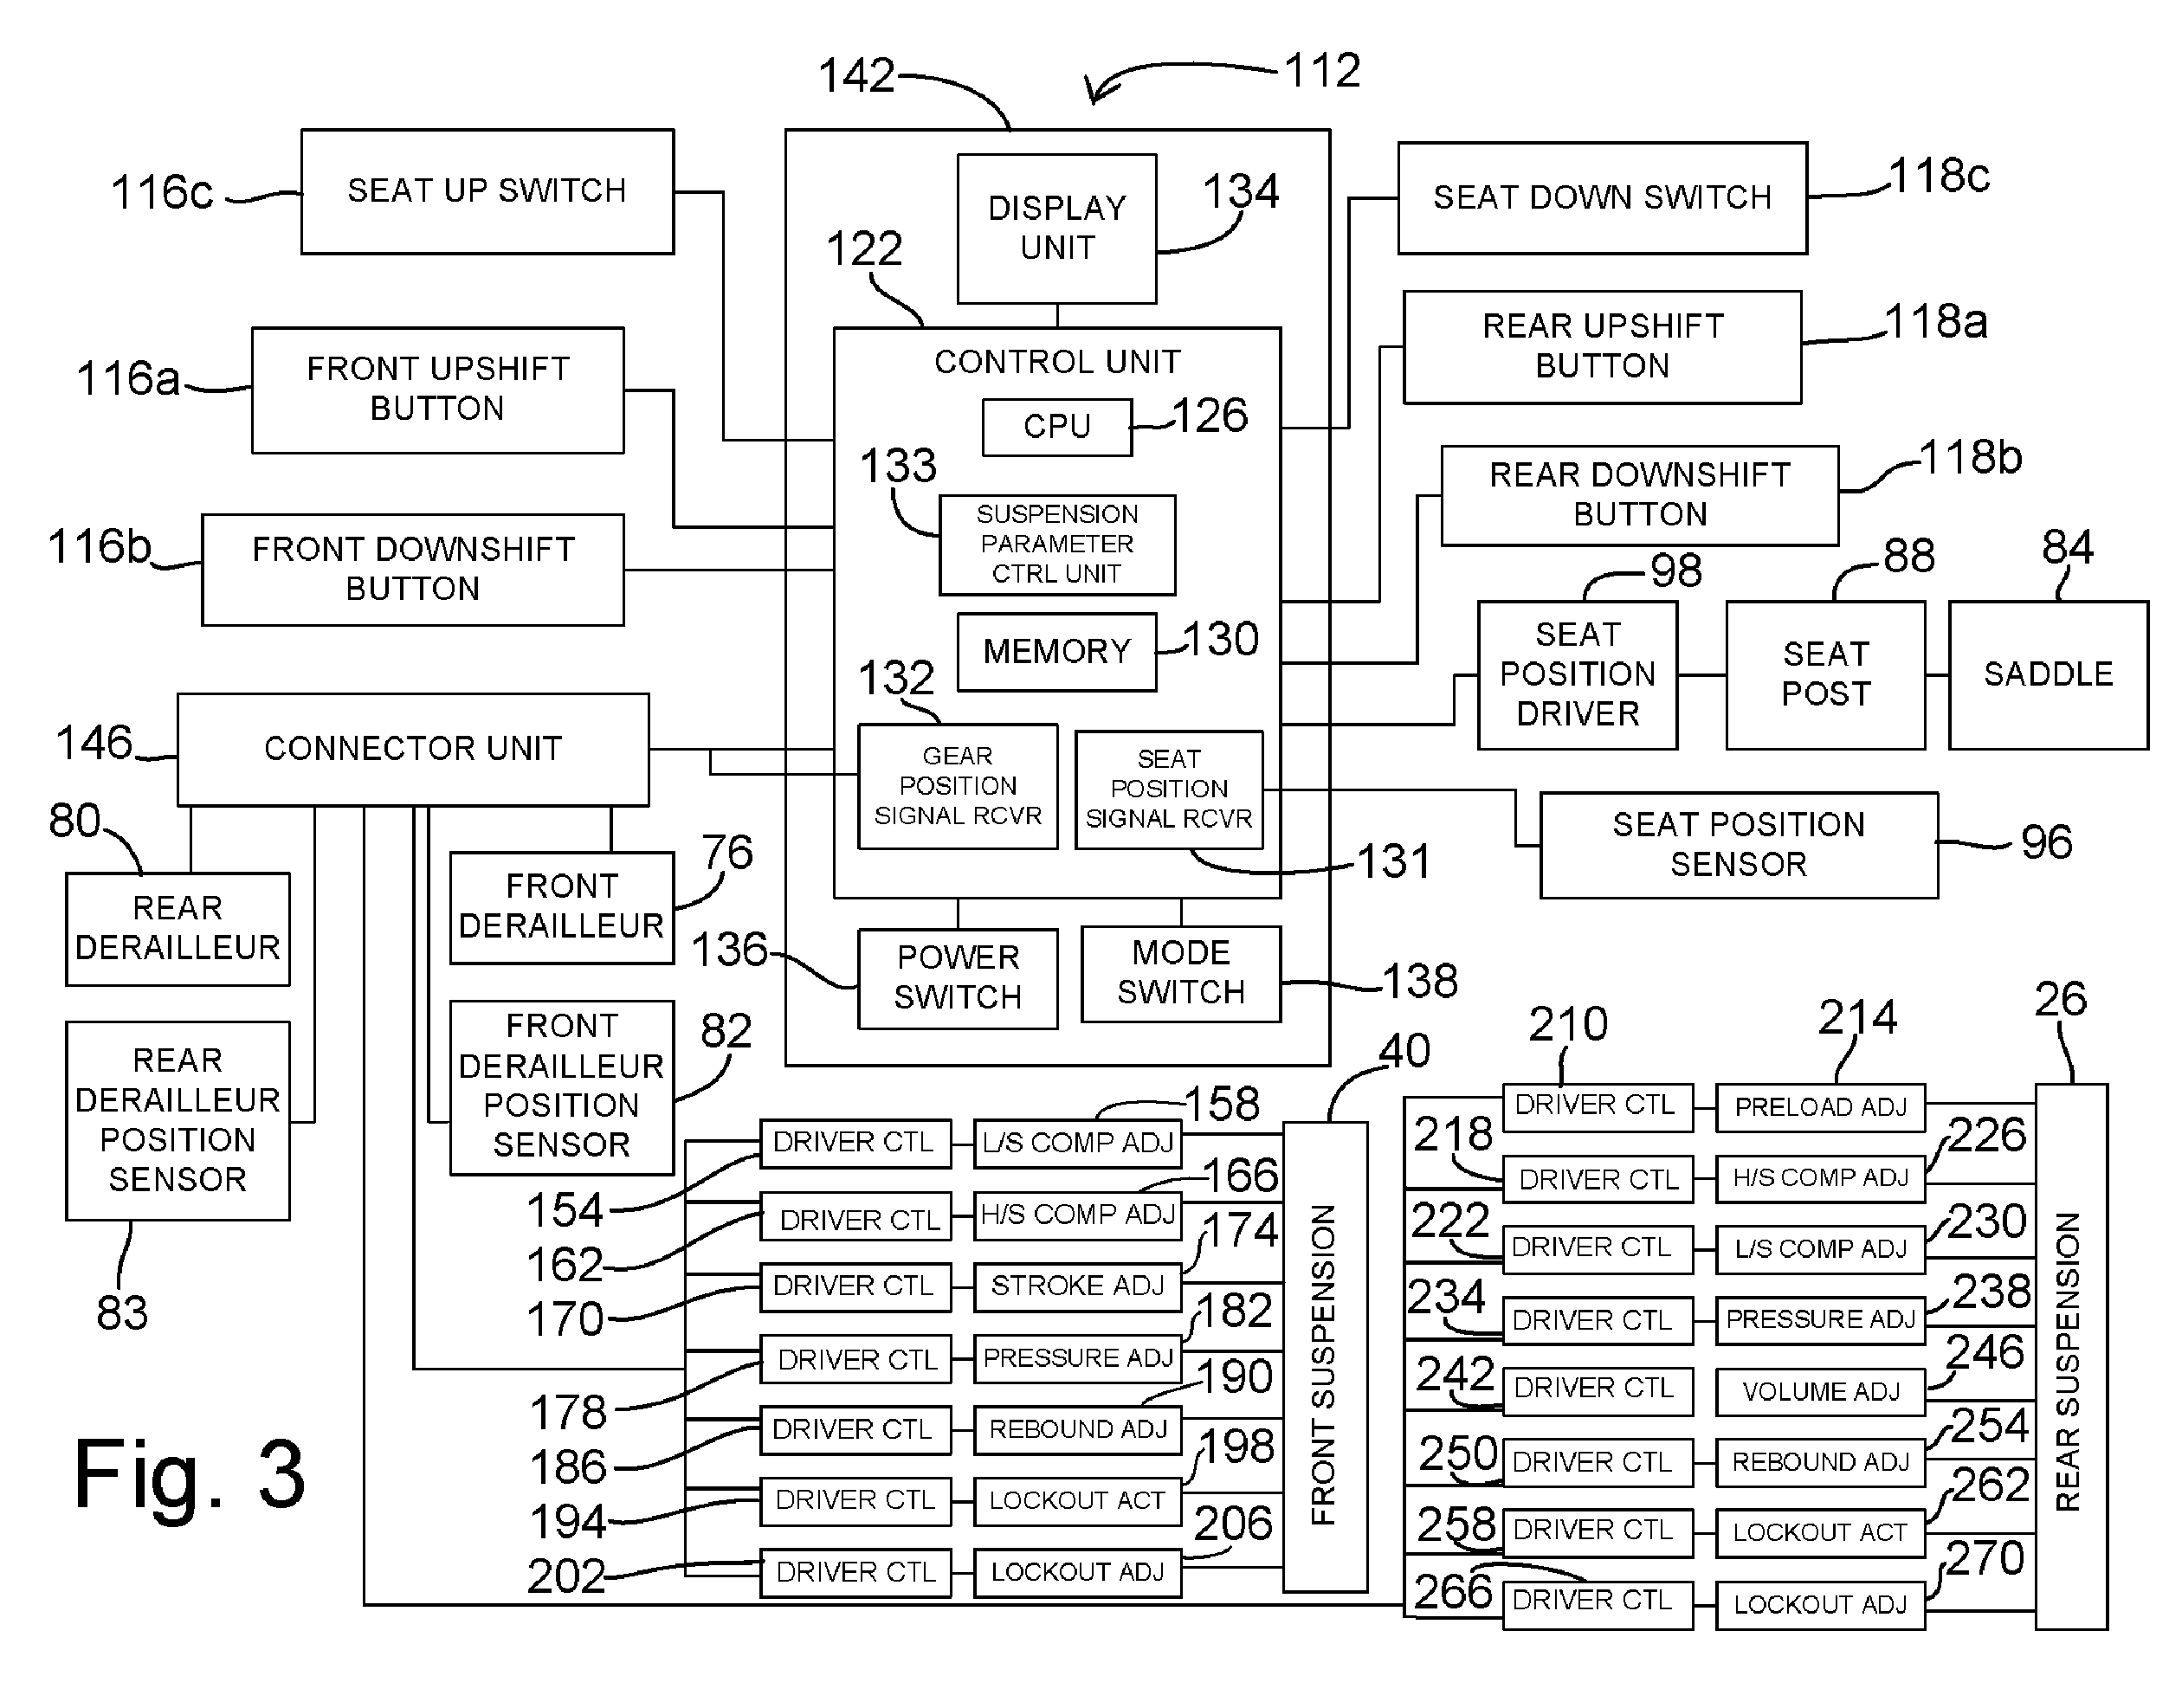 142
112
116c
SEAT UP SWITCH
DISPLAY
UNIT
134
SEAT DOWN SWITCH
118c
122
116a
FRONT UPSHIFT
BUTTON
CONTROL UNIT
REAR UPSHIFT
BUTTON
118a
CPU
126
133
SUSPENSION
PARAMETER
CTRL UNIT
REAR DOWNSHIFT
BUTTON
118b
116b
FRONT DOWNSHIFT
BUTTON
MEMORY
130
98
88
84
SEAT
POSITION
DRIVER
SEAT
POST
SADDLE
132
146
CONNECTOR UNIT
GEAR
POSITION
SIGNAL RCVR
SEAT
POSITION
SIGNAL RCVR
131
SEAT POSITION
SENSOR
96
80
REAR
DERAILLEUR
FRONT
DERAILLEUR
76
136
POWER
SWITCH
MODE
SWITCH
138
REAR
DERAILLEUR
POSITION
SENSOR
83
FRONT
DERAILLEUR
POSITION
SENSOR
82
40
210
214
26
DRIVER CTL
L/S COMP ADJ
158
154
DRIVER CTL
H/S COMP ADJ
166
162
DRIVER CTL
STROKE ADJ
174
170
DRIVER CTL
PRESSURE ADJ
182
178
DRIVER CTL
REBOUND ADJ
190
186
DRIVER CTL
LOCKOUT ACT
198
194
DRIVER CTL
LOCKOUT ADJ
206
202
FRONT SUSPENSION
DRIVER CTL
PRELOAD ADJ
218
DRIVER CTL
H/S COMP ADJ
226
222
DRIVER CTL
L/S COMP ADJ
230
234
DRIVER CTL
PRESSURE ADJ
238
242
DRIVER CTL
VOLUME ADJ
246
250
DRIVER CTL
REBOUND ADJ
254
258
DRIVER CTL
LOCKOUT ACT
262
266
DRIVER CTL
LOCKOUT ADJ
270
REAR SUSPENSION
Fig. 3